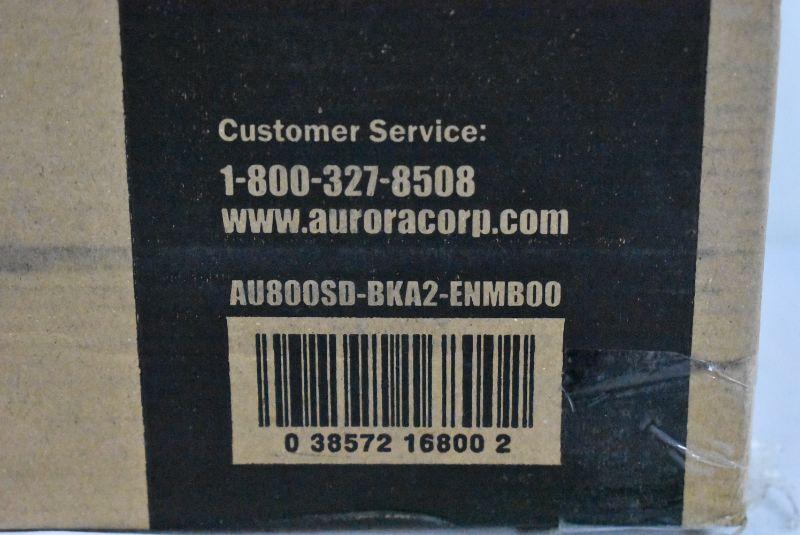 Customer Service:
1-800-327-8508
www.auroracorp.com
AU800SD-BKA2-ENMB00
0 38572 16800 2